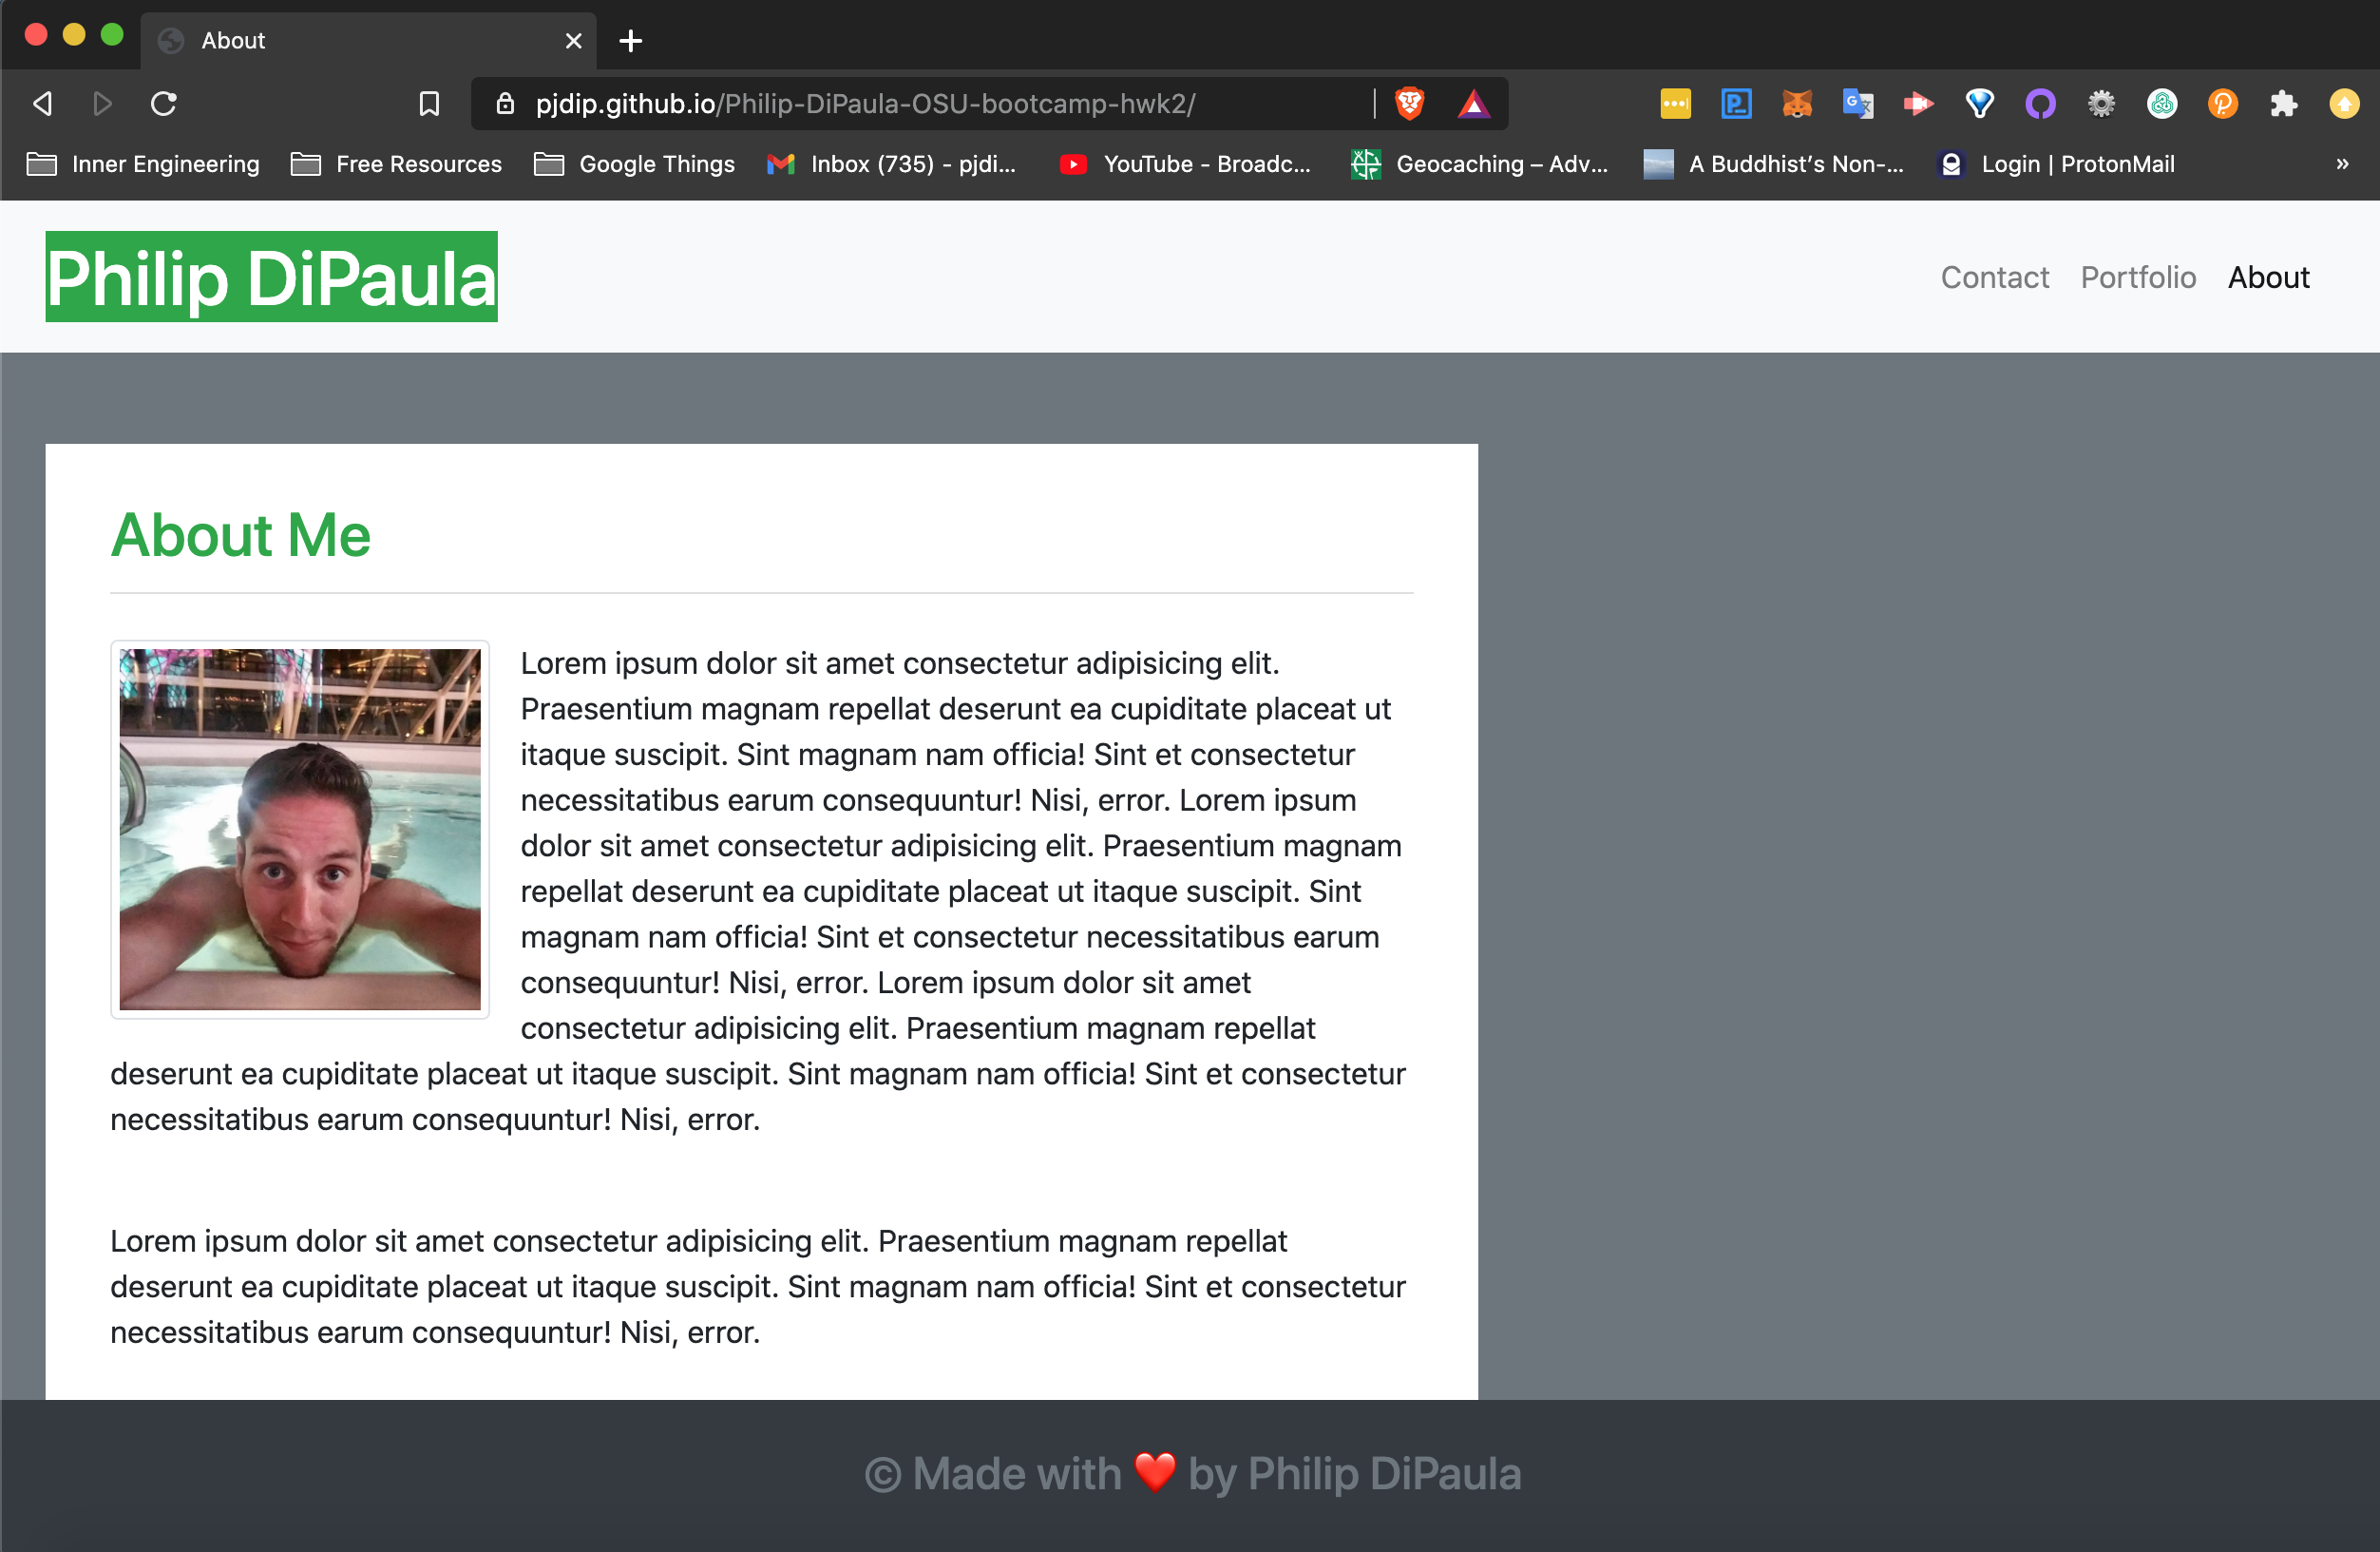 About
pjdip.github.io/Philip-DiPaula-OSU-bootcamp-hwk2/
Inner Engineering Free Resources Google Things Inbox (735) - pjdi... YouTube - Broadc... Geocaching – Adv... A Buddhist’s Non-... Login | ProtonMail »
Philip DiPaula
Contact Portfolio About
About Me
Lorem ipsum dolor sit amet consectetur adipisicing elit.
Praesentium magnam repellat deserunt ea cupiditate placeat ut
itaque suscipit. Sint magnam nam officia! Sint et consectetur
necessitatibus earum consequuntur! Nisi, error. Lorem ipsum
dolor sit amet consectetur adipisicing elit. Praesentium magnam
repellat deserunt ea cupiditate placeat ut itaque suscipit. Sint
magnam nam officia! Sint et consectetur necessitatibus earum
consequuntur! Nisi, error. Lorem ipsum dolor sit amet
consectetur adipisicing elit. Praesentium magnam repellat
deserunt ea cupiditate placeat ut itaque suscipit. Sint magnam nam officia! Sint et consectetur
necessitatibus earum consequuntur! Nisi, error.
Lorem ipsum dolor sit amet consectetur adipisicing elit. Praesentium magnam repellat
deserunt ea cupiditate placeat ut itaque suscipit. Sint magnam nam officia! Sint et consectetur
necessitatibus earum consequuntur! Nisi, error.
© Made with ❤️ by Philip DiPaula